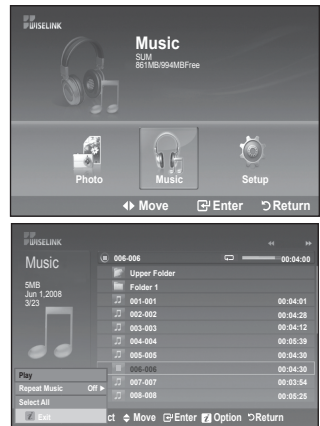 WISELINK
Music
SUM
861MB/994MBFree
Photo
Music
Setup
Move Enter Return
WISELINK
Music
5MB
Jun 1,2008
3/23
006-006 00:04:00
Upper Folder
Folder 1
001-001 00:04:01
002-002 00:04:28
003-003 00:04:12
004-004 00:05:39
005-005 00:04:30
006-006 00:04:30
007-007 00:03:54
008-008 00:05:25
Play
Repeat Music Off ►
Select All
Exit
ct Move Enter Option Return